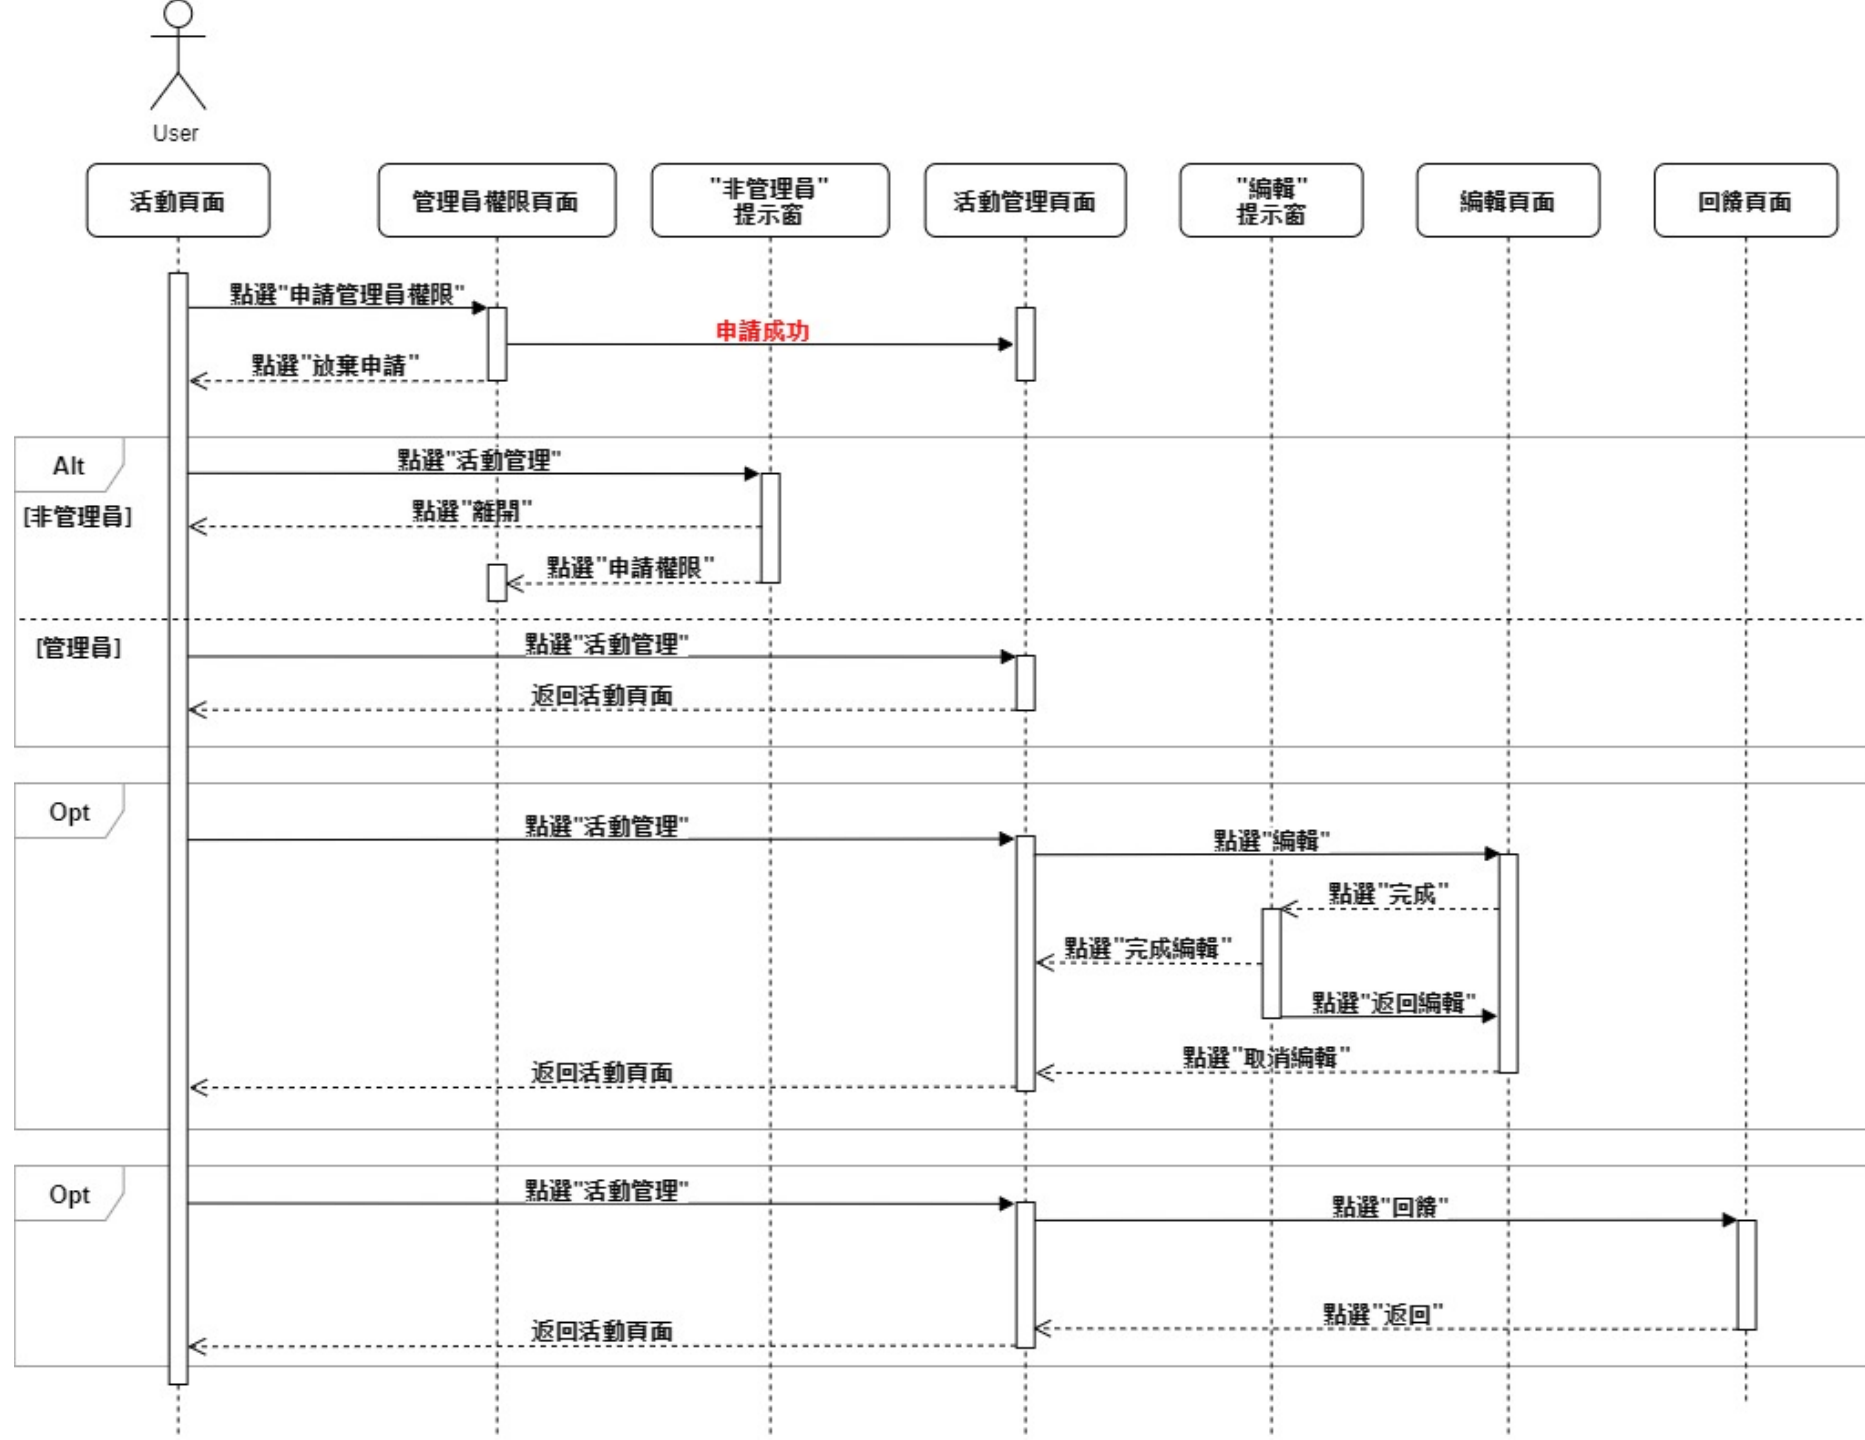 User
活動頁面
管理員權限頁面
"非管理員"
提示窗
活動管理頁面
"編輯"
提示窗
編輯頁面
回饋頁面
點選"申請管理員權限"
申請成功
點選"放棄申請"
Alt
點選"活動管理"
[非管理員]
點選"離開"
點選"申請權限"
[管理員]
點選"活動管理"
返回活動頁面
Opt
點選"活動管理"
點選"編輯"
點選"完成"
點選"完成編輯"
點選"返回編輯"
點選"取消編輯"
返回活動頁面
Opt
點選"活動管理"
點選"回饋"
點選"返回"
返回活動頁面